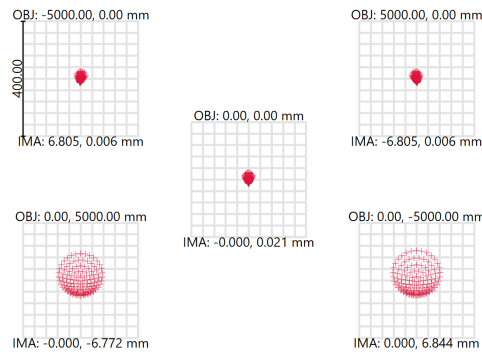 OBJ: -5000.00, 0.00 mm
OBJ: 5000.00, 0.00 mm
400.00
IMA: 6.805, 0.006 mm
IMA: -6.805, 0.006 mm
OBJ: 0.00, 0.00 mm
IMA: -0.000, 0.021 mm
OBJ: 0.00, 5000.00 mm
OBJ: 0.00, -5000.00 mm
IMA: -0.000, -6.772 mm
IMA: 0.000, 6.844 mm